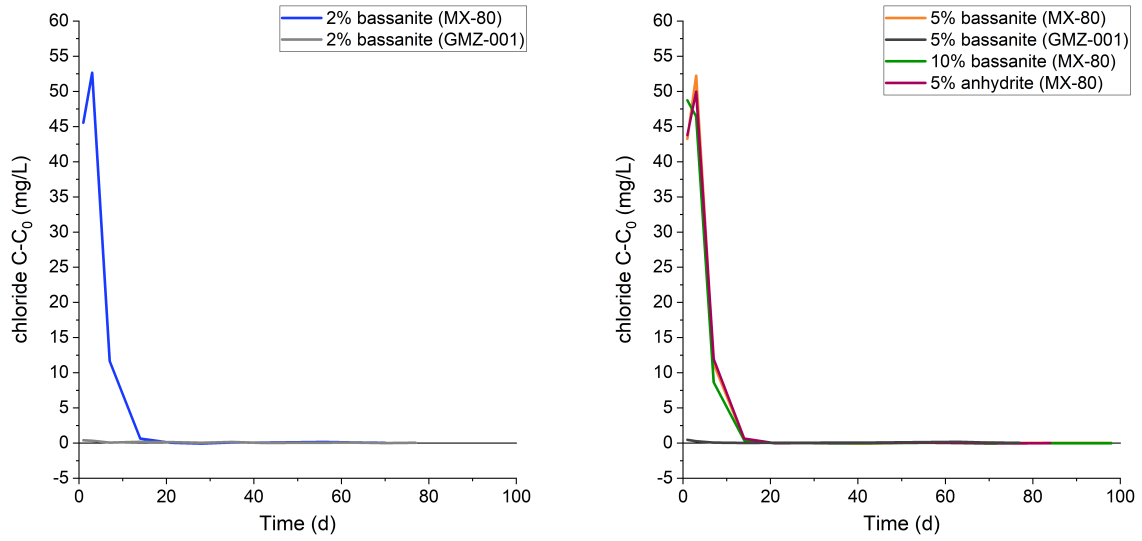 2% bassanite (MX-80)
2% bassanite (GMZ-001)
60
55
50
45
40
35
30
25
20
15
10
5
0
-5
chloride C-C₀ (mg/L)
0 20 40 60 80 100
Time (d)
5% bassanite (MX-80)
5% bassanite (GMZ-001)
10% bassanite (MX-80)
5% anhydrite (MX-80)
60
55
50
45
40
35
30
25
20
15
10
5
0
-5
chloride C-C₀ (mg/L)
0 20 40 60 80 100
Time (d)